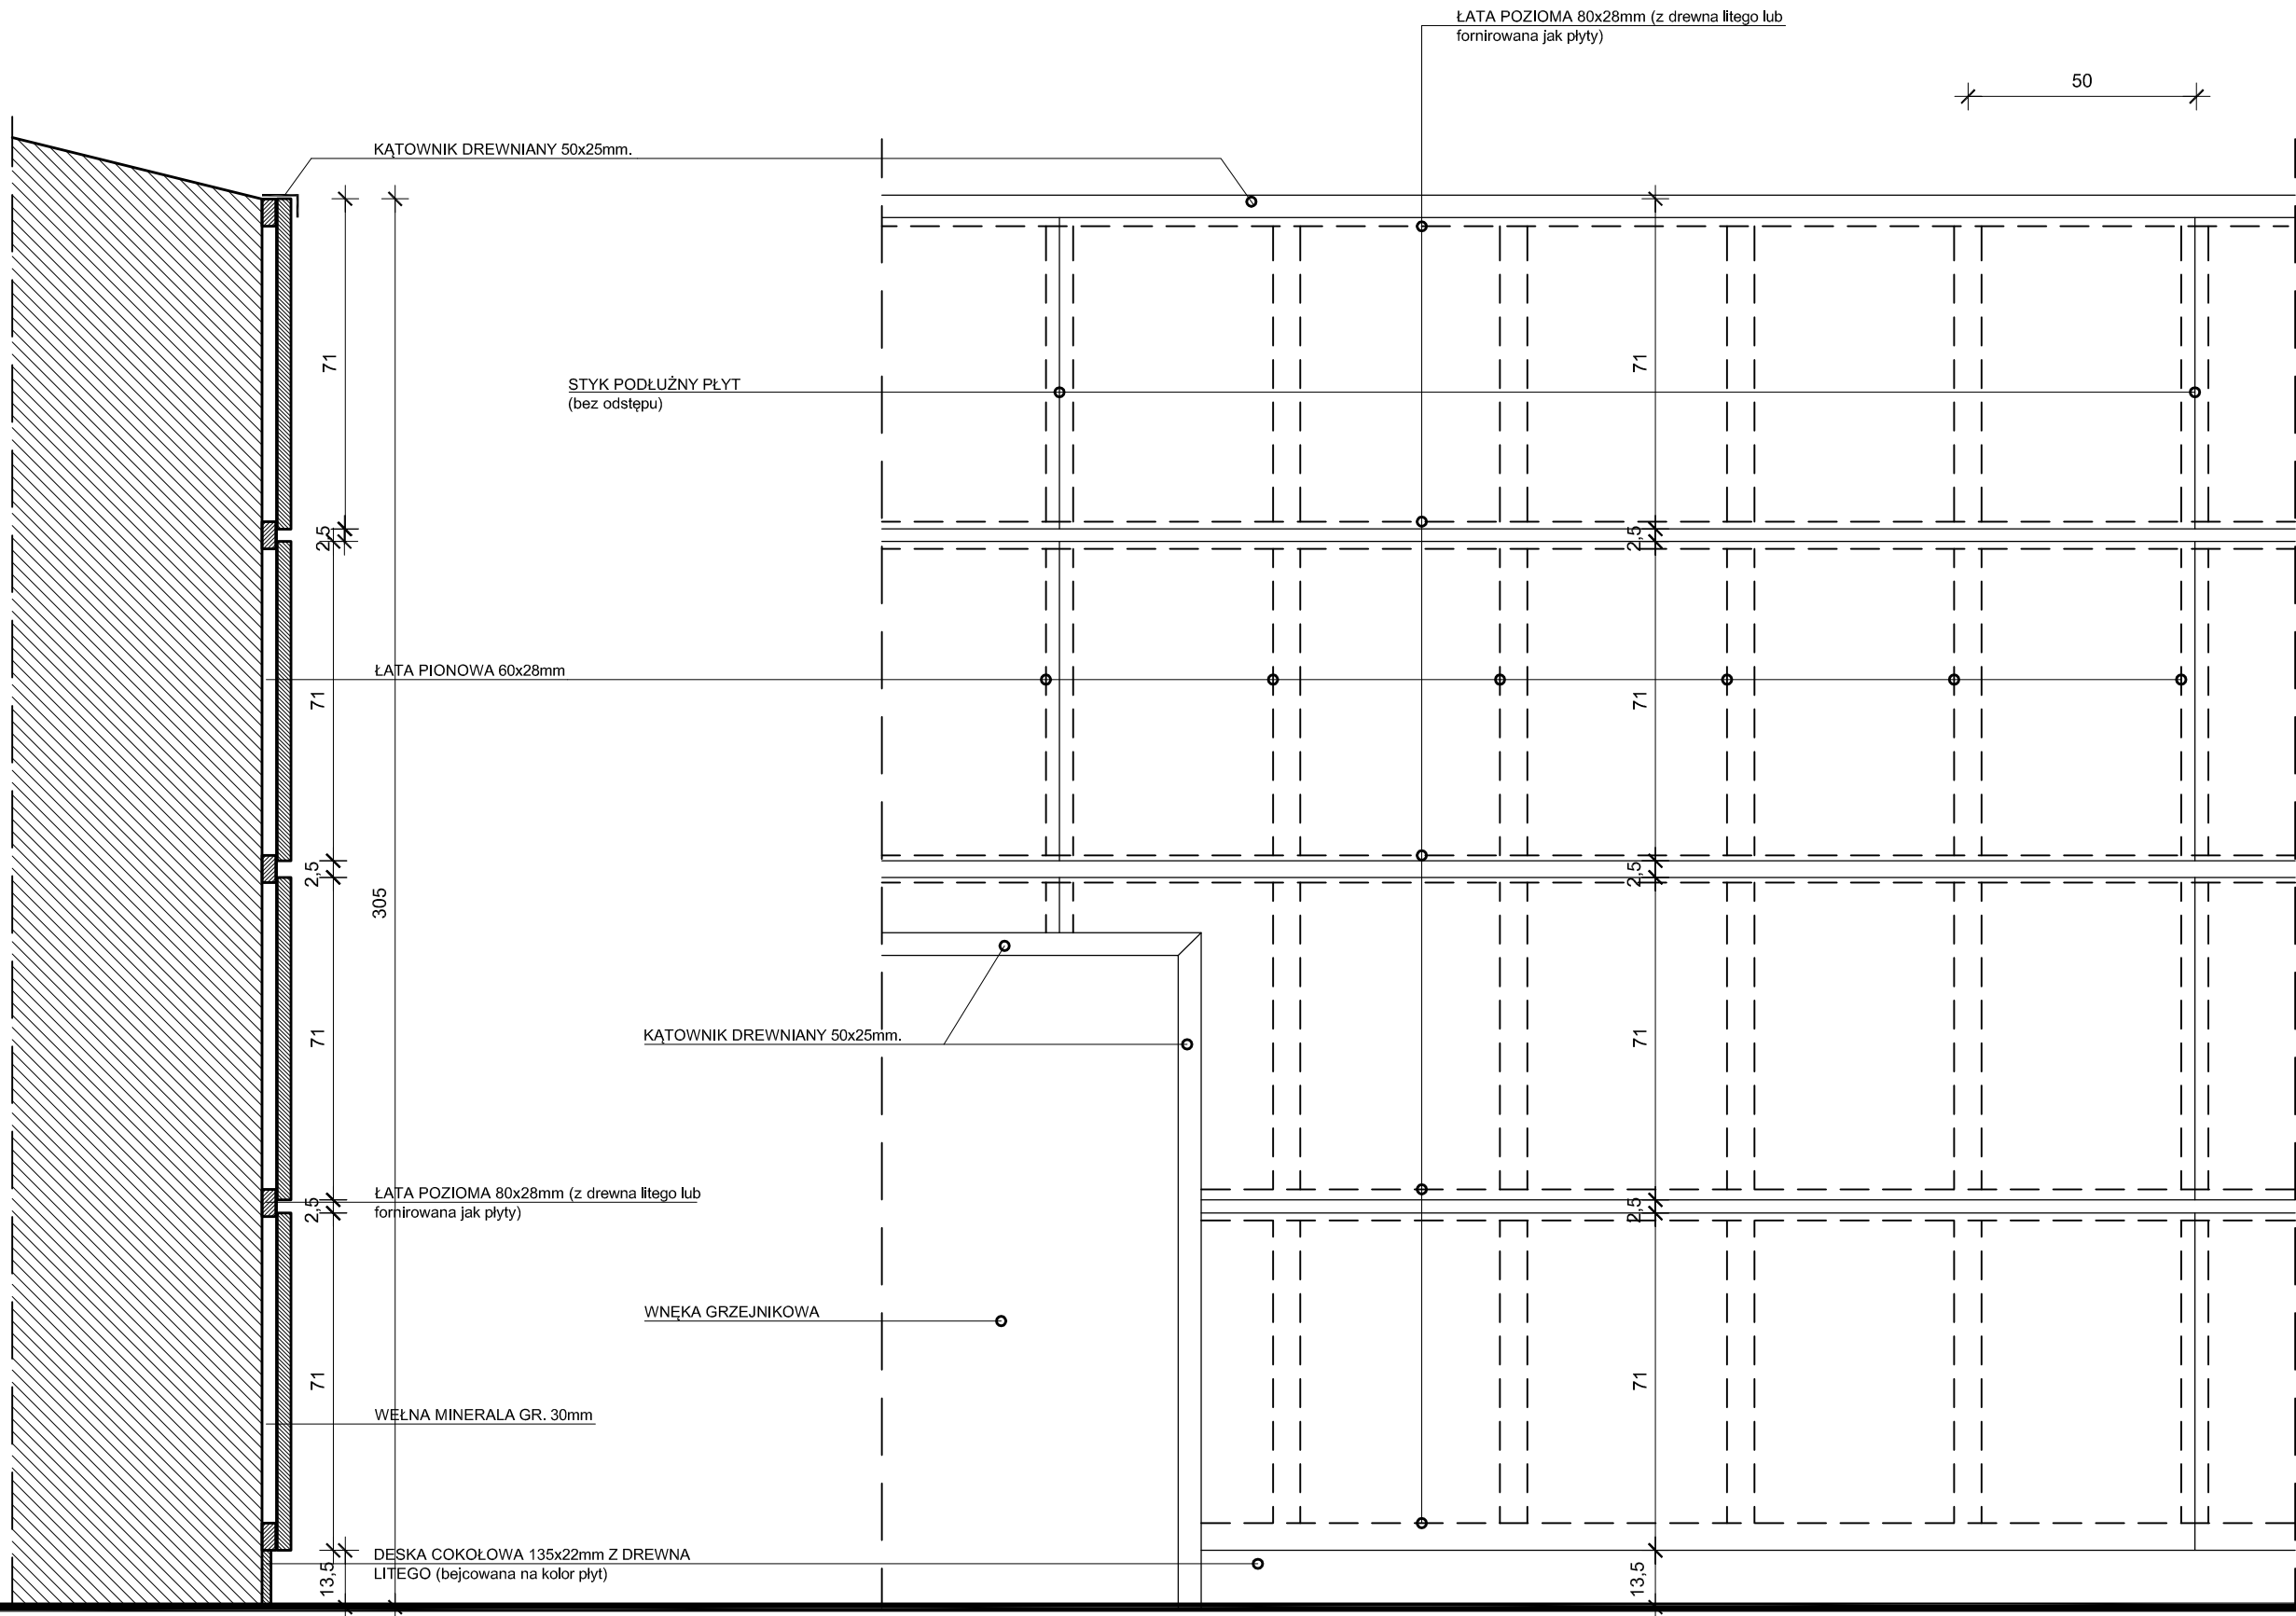 ŁATA POZIOMA 80x28mm (z drewna litego lub
fornirowana jak płyty)
50
KĄTOWNIK DREWNIANY 50x25mm.
71
71
STYK PODŁUŻNY PŁYT
(bez odstępu)
2,5
2,5
ŁATA PIONOWA 60x28mm
71
71
2,5
2,5
305
71
71
KĄTOWNIK DREWNIANY 50x25mm.
ŁATA POZIOMA 80x28mm (z drewna litego lub
fornirowana jak płyty)
2,5
2,5
WNĘKA GRZEJNIKOWA
71
71
WEŁNA MINERALA GR. 30mm
DESKA COKOŁOWA 135x22mm Z DREWNA
LITEGO (bejcowana na kolor płyt)
13,5
13,5